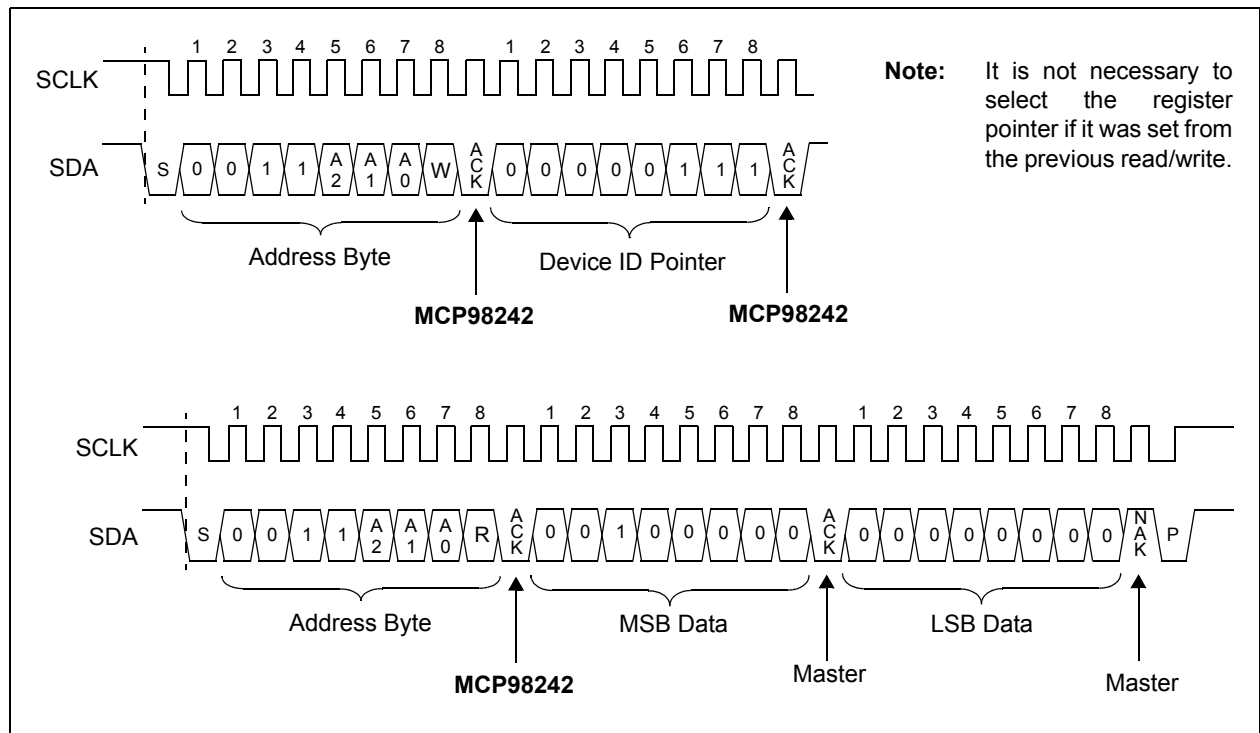 1 2 3 4 5 6 7 8 1 2 3 4 5 6 7 8
SCLK
SDA
S 0 0 1 1 A2 A1 A0 W ACK 0 0 0 0 0 1 1 1 ACK
Address Byte Device ID Pointer
MCP98242 MCP98242
Note: It is not necessary to
select the register
pointer if it was set from
the previous read/write.
1 2 3 4 5 6 7 8 1 2 3 4 5 6 7 8 1 2 3 4 5 6 7 8
SCLK
SDA
S 0 0 1 1 A2 A1 A0 R ACK 0 0 1 0 0 0 0 0 ACK 0 0 0 0 0 0 0 0 NAK P
Address Byte MSB Data LSB Data
MCP98242 Master Master